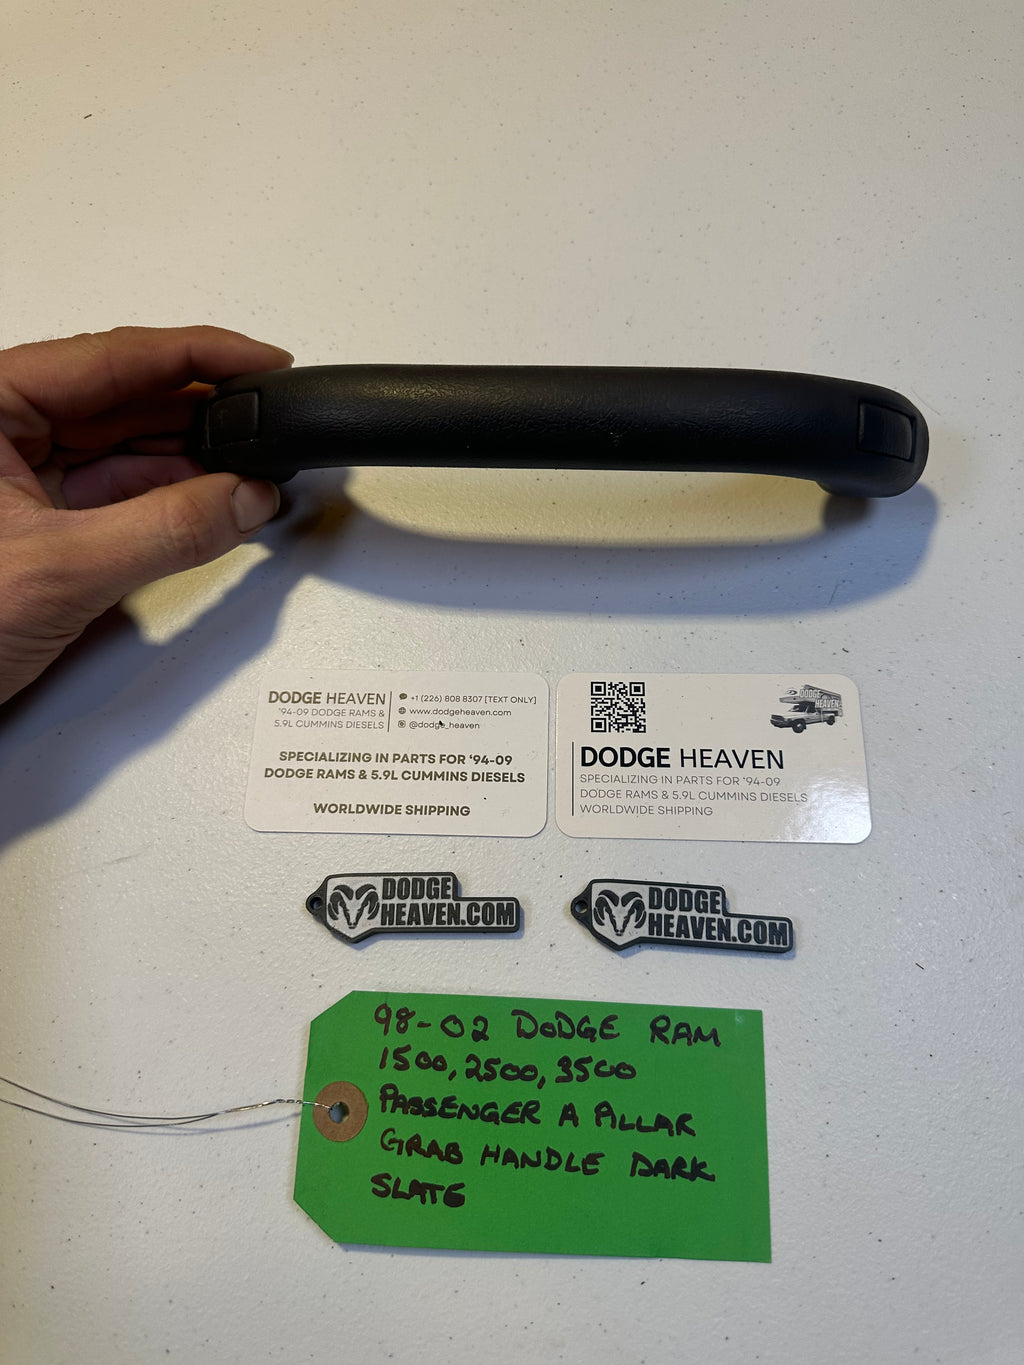 DODGE HEAVEN
'94-09 DODGE RAMS &
5.9L CUMMINS DIESELS
+1 (226) 808 8307 [TEXT ONLY]
www.dodgeheaven.com
@dodge_heaven
SPECIALIZING IN PARTS FOR '94-09
DODGE RAMS & 5.9L CUMMINS DIESELS
WORLDWIDE SHIPPING
DODGE
HEAVEN
DODGE HEAVEN
SPECIALIZING IN PARTS FOR '94-09
DODGE RAMS & 5.9L CUMMINS DIESELS
WORLDWIDE SHIPPING
DODGE
HEAVEN.COM
DODGE
HEAVEN.COM
98-02 DODGE RAM
1500, 2500, 3500
PASSENGER A PILLAR
GRAB HANDLE DARK
SLATE